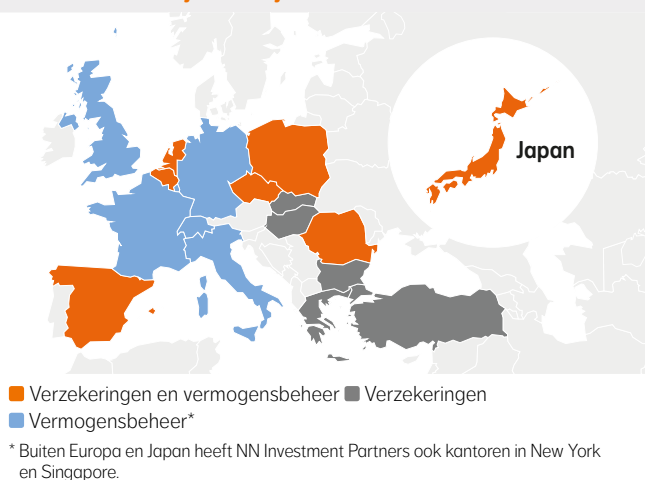 Japan
Verzekeringen en vermogensbeheer Verzekeringen
Vermogensbeheer*
* Buiten Europa en Japan heeft NN Investment Partners ook kantoren in New York
en Singapore.